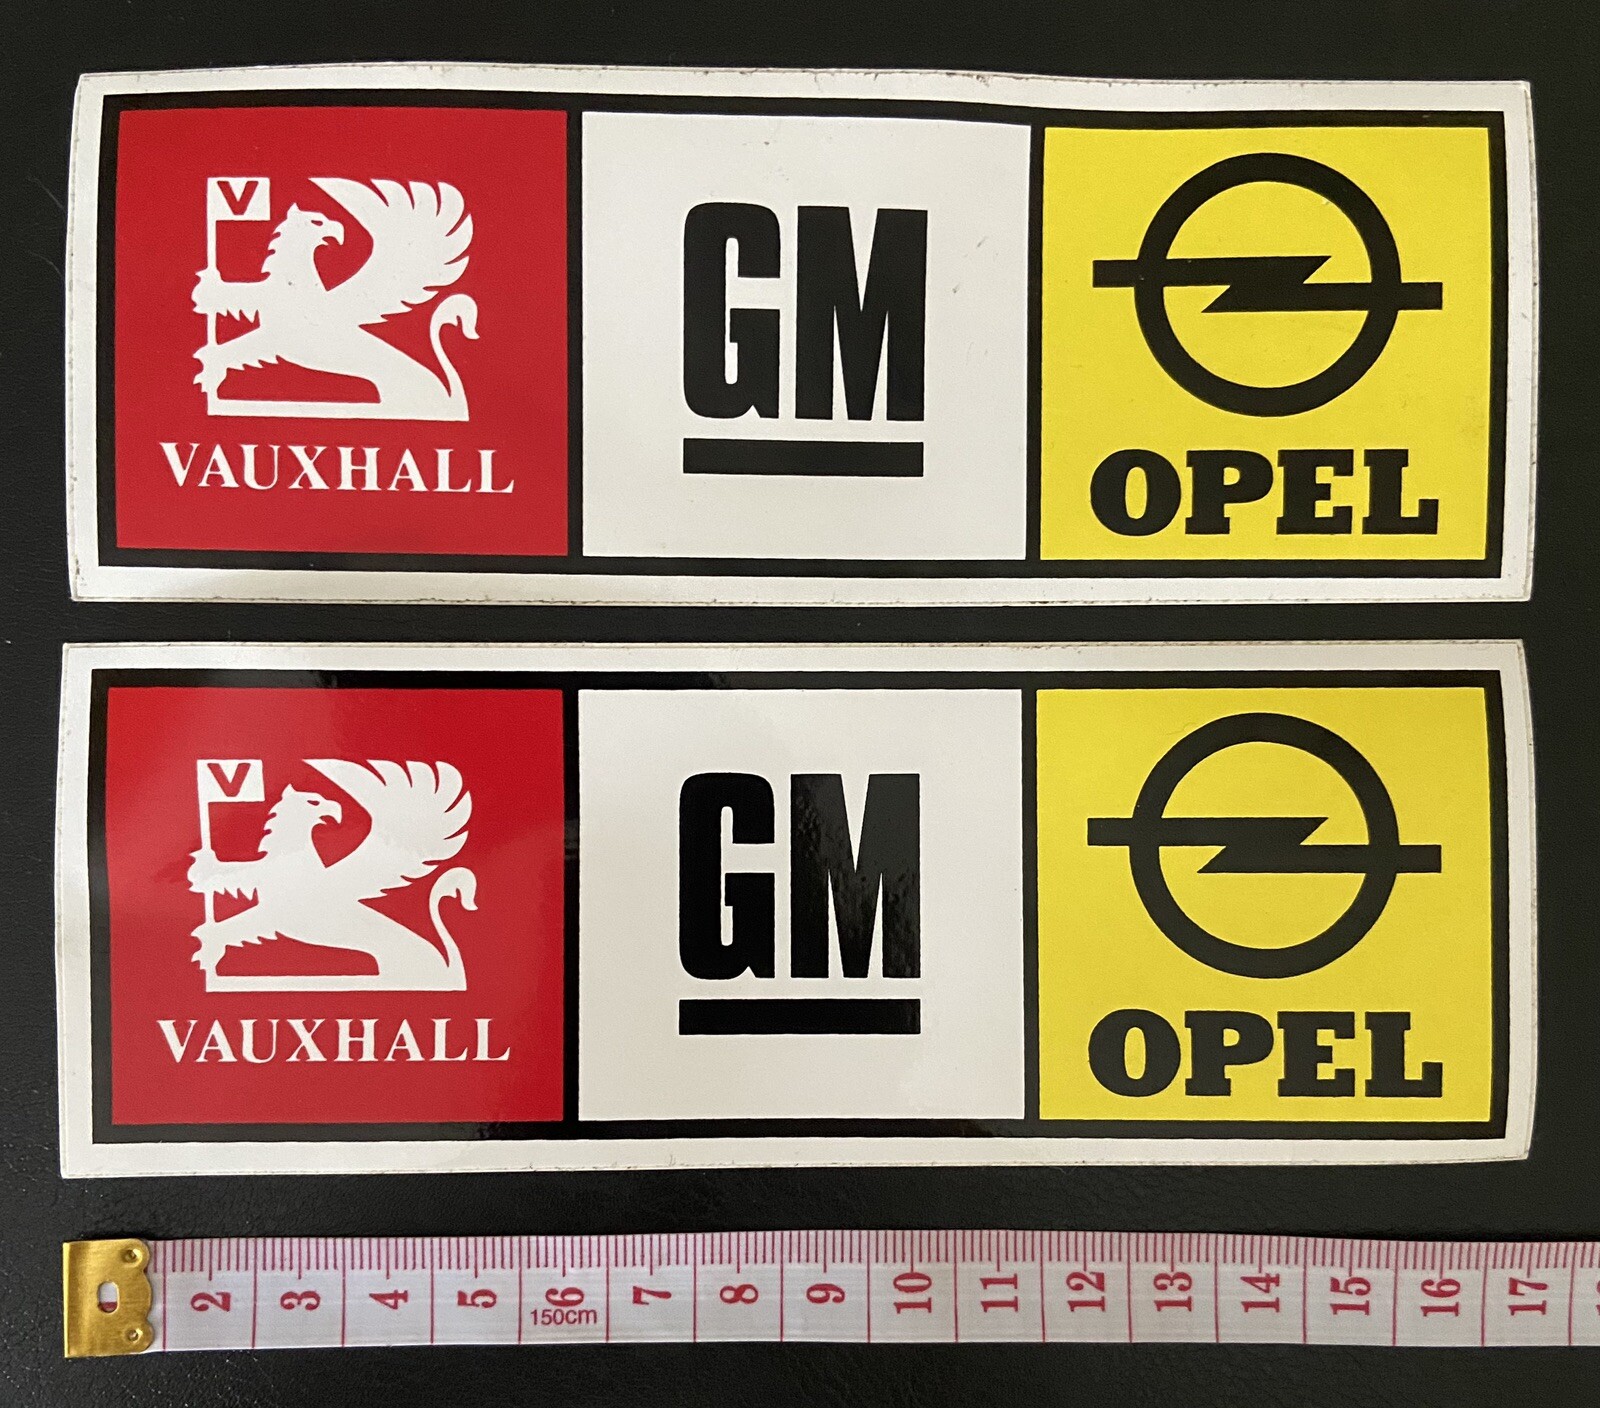 V
VAUXHALL
GM
OPEL
V
VAUXHALL
GM
OPEL
2 3 4 5 6 7 8 9 10 11 12 13 14 15 16 17
150cm